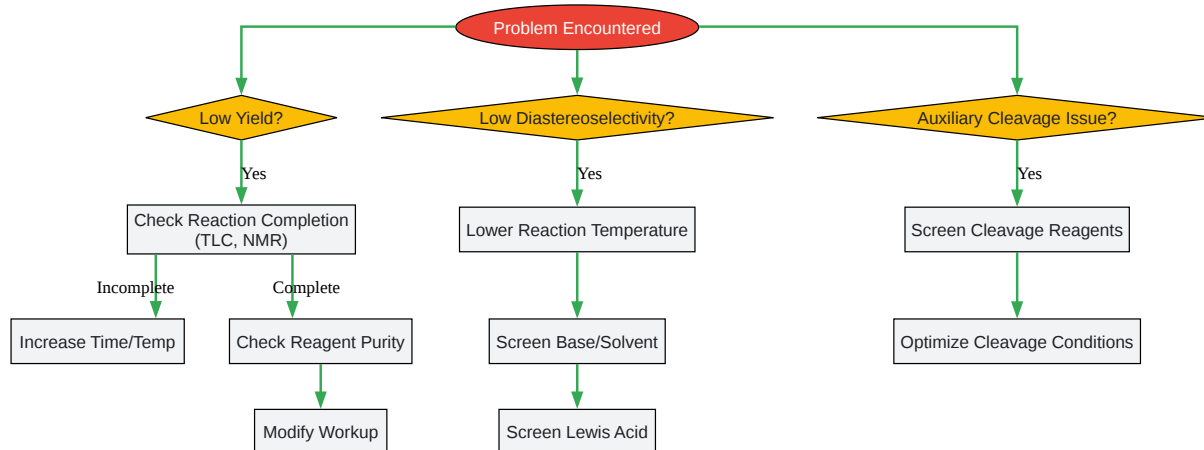 Problem Encountered
Low Yield?
Low Diastereoselectivity?
Auxiliary Cleavage Issue?
Yes
Yes
Yes
Check Reaction Completion
(TLC, NMR)
Lower Reaction Temperature
Screen Cleavage Reagents
Incomplete
Complete
Increase Time/Temp
Check Reagent Purity
Screen Base/Solvent
Optimize Cleavage Conditions
Modify Workup
Screen Lewis Acid